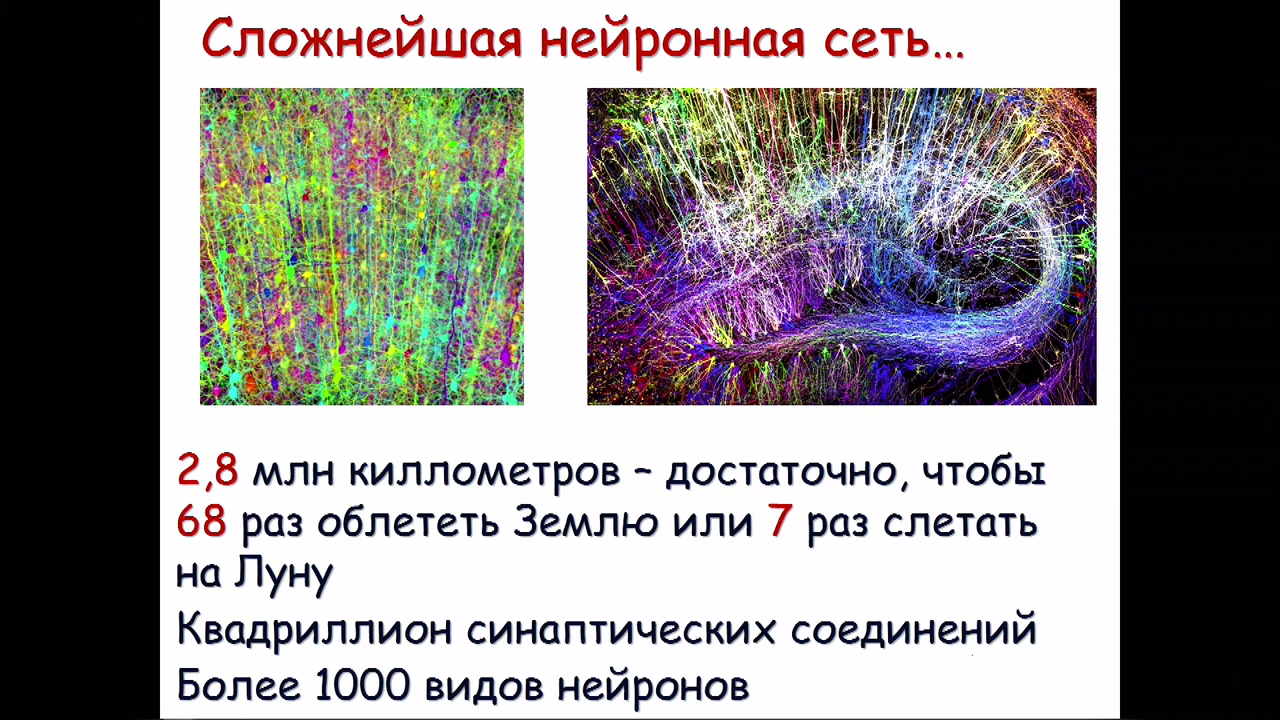 Сложнейшая нейронная сеть...
2,8 млн киллометров – достаточно, чтобы
68 раз облететь Землю или 7 раз слетать
на Луну
Квадриллион синаптических соединений
Более 1000 видов нейронов